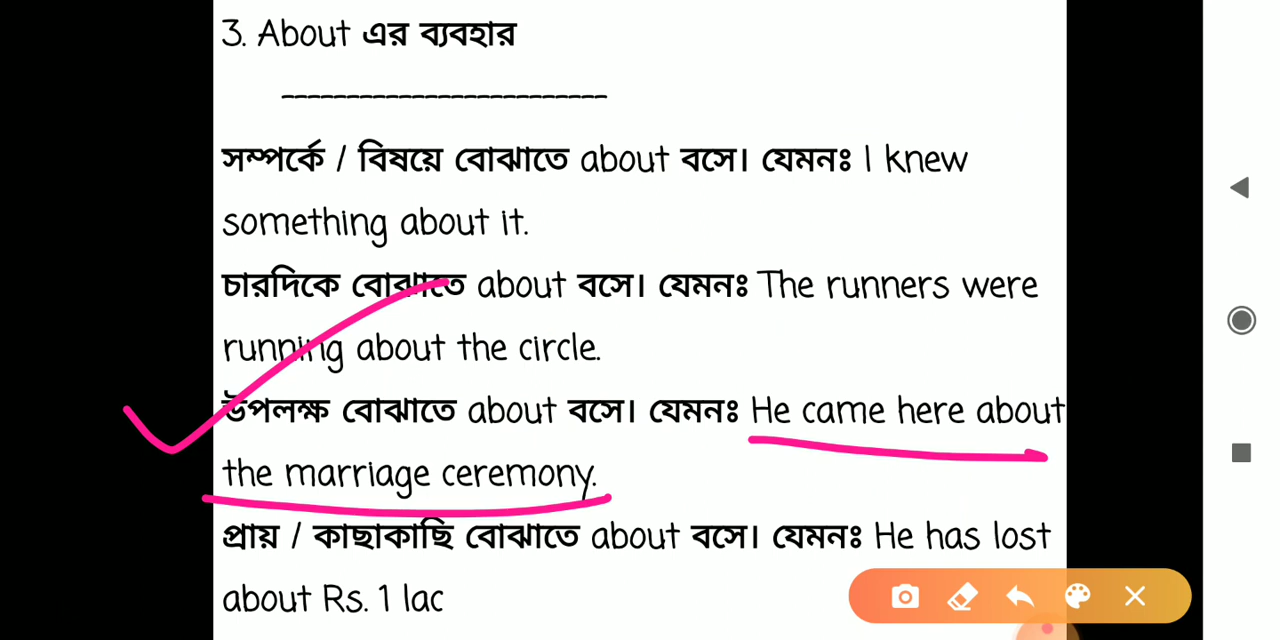 3. About এর ব্যবহার
-------------------------
সম্পর্কে / বিষয়ে বোঝাতে about বসে। যেমনঃ I knew
something about it.
চারদিকে বোঝাতে about বসে। যেমনঃ The runners were
running about the circle.
উপলক্ষ বোঝাতে about বসে। যেমনঃ He came here about
the marriage ceremony.
প্রায় / কাছাকাছি বোঝাতে about বসে। যেমনঃ He has lost
about Rs. 1 lac